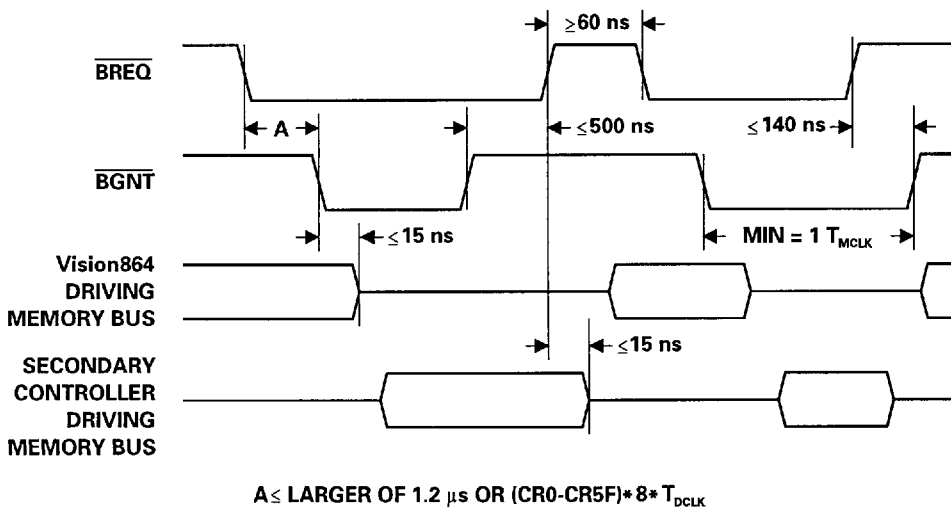 ≥60 ns
BREQ
A
≤500 ns
≤140 ns
BGNT
≤15 ns
MIN = 1 TMCLK
Vision864
DRIVING
MEMORY BUS
≤15 ns
SECONDARY
CONTROLLER
DRIVING
MEMORY BUS
A≤ LARGER OF 1.2 μs OR (CR0-CR5F)*8*TDCLK